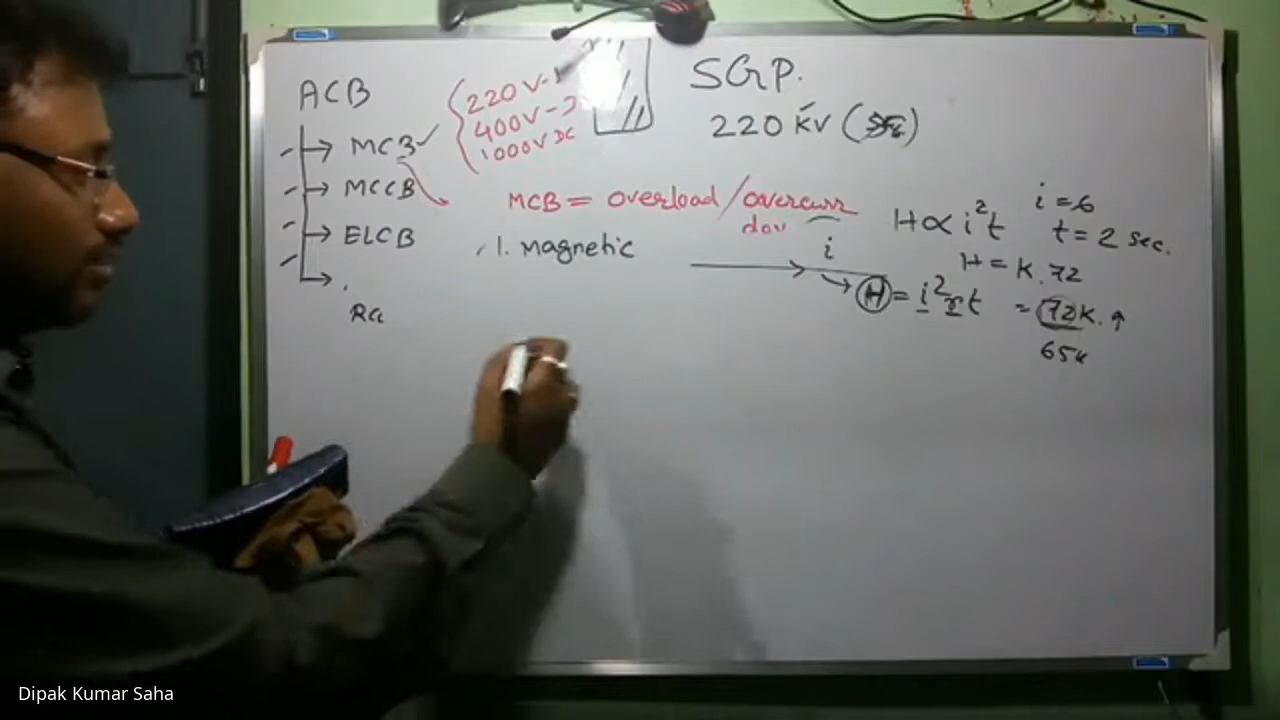 ACB
MCB
MCCB
ELCB
220V-
400V-
1000V DC
SGP.
220 KV
MCB = overload/overcurr
1. magnetic
i
H ∝ i²t
i = 6
t = 2 sec.
H = K. 72
H = i²rt = 72K. ↑
65K
Dipak Kumar Saha